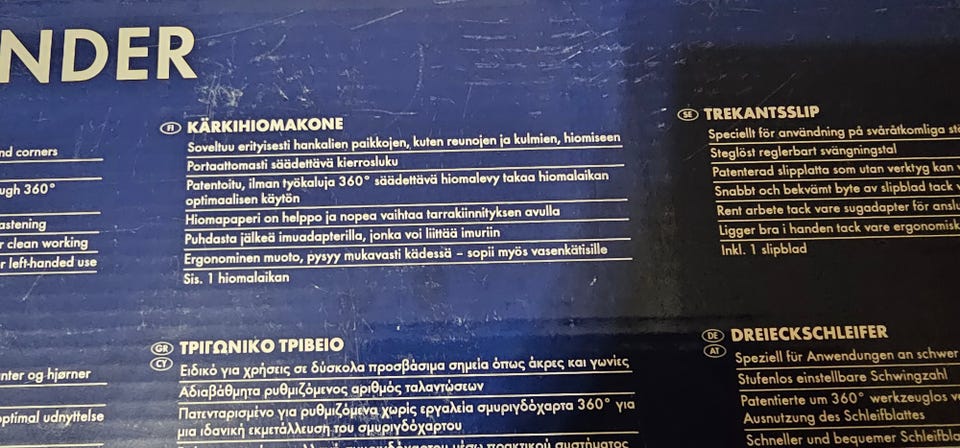 NDER
nd corners
ugh 360°
astening
r clean working
r left-handed use
nter og hjørner
optimal udnyttelse
FI KÄRKIHIOMAKONE
Soveltuu erityisesti hankalien paikkojen, kuten reunojen ja kulmien, hiomiseen
Portaattomasti säädettävä kierrosluku
Patentoitu, ilman työkaluja 360° säädettävä hiomalevy takaa hiomalaikan
optimaalisen käytön
Hiomapaperi on helppo ja nopea vaihtaa tarrakiinnityksen avulla
Puhdasta jälkeä imuadapterilla, jonka voi liittää imuriin
Ergonominen muoto, pysyy mukavasti kädessä – sopii myös vasenkätisille
Sis. 1 hiomalaikan
GR CY ΤΡΙΓΩΝΙΚΟ ΤΡΙΒΕΙΟ
Ειδικό για χρήσεις σε δύσκολα προσβάσιμα σημεία όπως άκρες και γωνίες
Αδιαβάθμητα ρυθμιζόμενος αριθμός ταλαντώσεων
Πατενταρισμένο για ρυθμιζόμενα χωρίς εργαλεία σμυριγδόχαρτα 360° για
μια ιδανική εκμετάλλευση του σμυριγδόχαρτου
σμυριγδόχαρτου μέσω πρακτικού συστήματος
SE TREKANTSSLIP
Speciellt för användning på svåråtkomliga st
Steglöst reglerbart svängningstal
Patenterad slipplatta som utan verktyg kan
Snabbt och bekvämt byte av slipblad tack v
Rent arbete tack vare sugadapter för anslu
Ligger bra i handen tack vare ergonomisk
Inkl. 1 slipblad
DE AT DREIECKSCHLEIFER
Speziell für Anwendungen an schwer
Stufenlos einstellbare Schwingzahl
Patentierte um 360° werkzeuglos ve
Ausnutzung des Schleifblattes
Schneller und bequemer Schleifbla